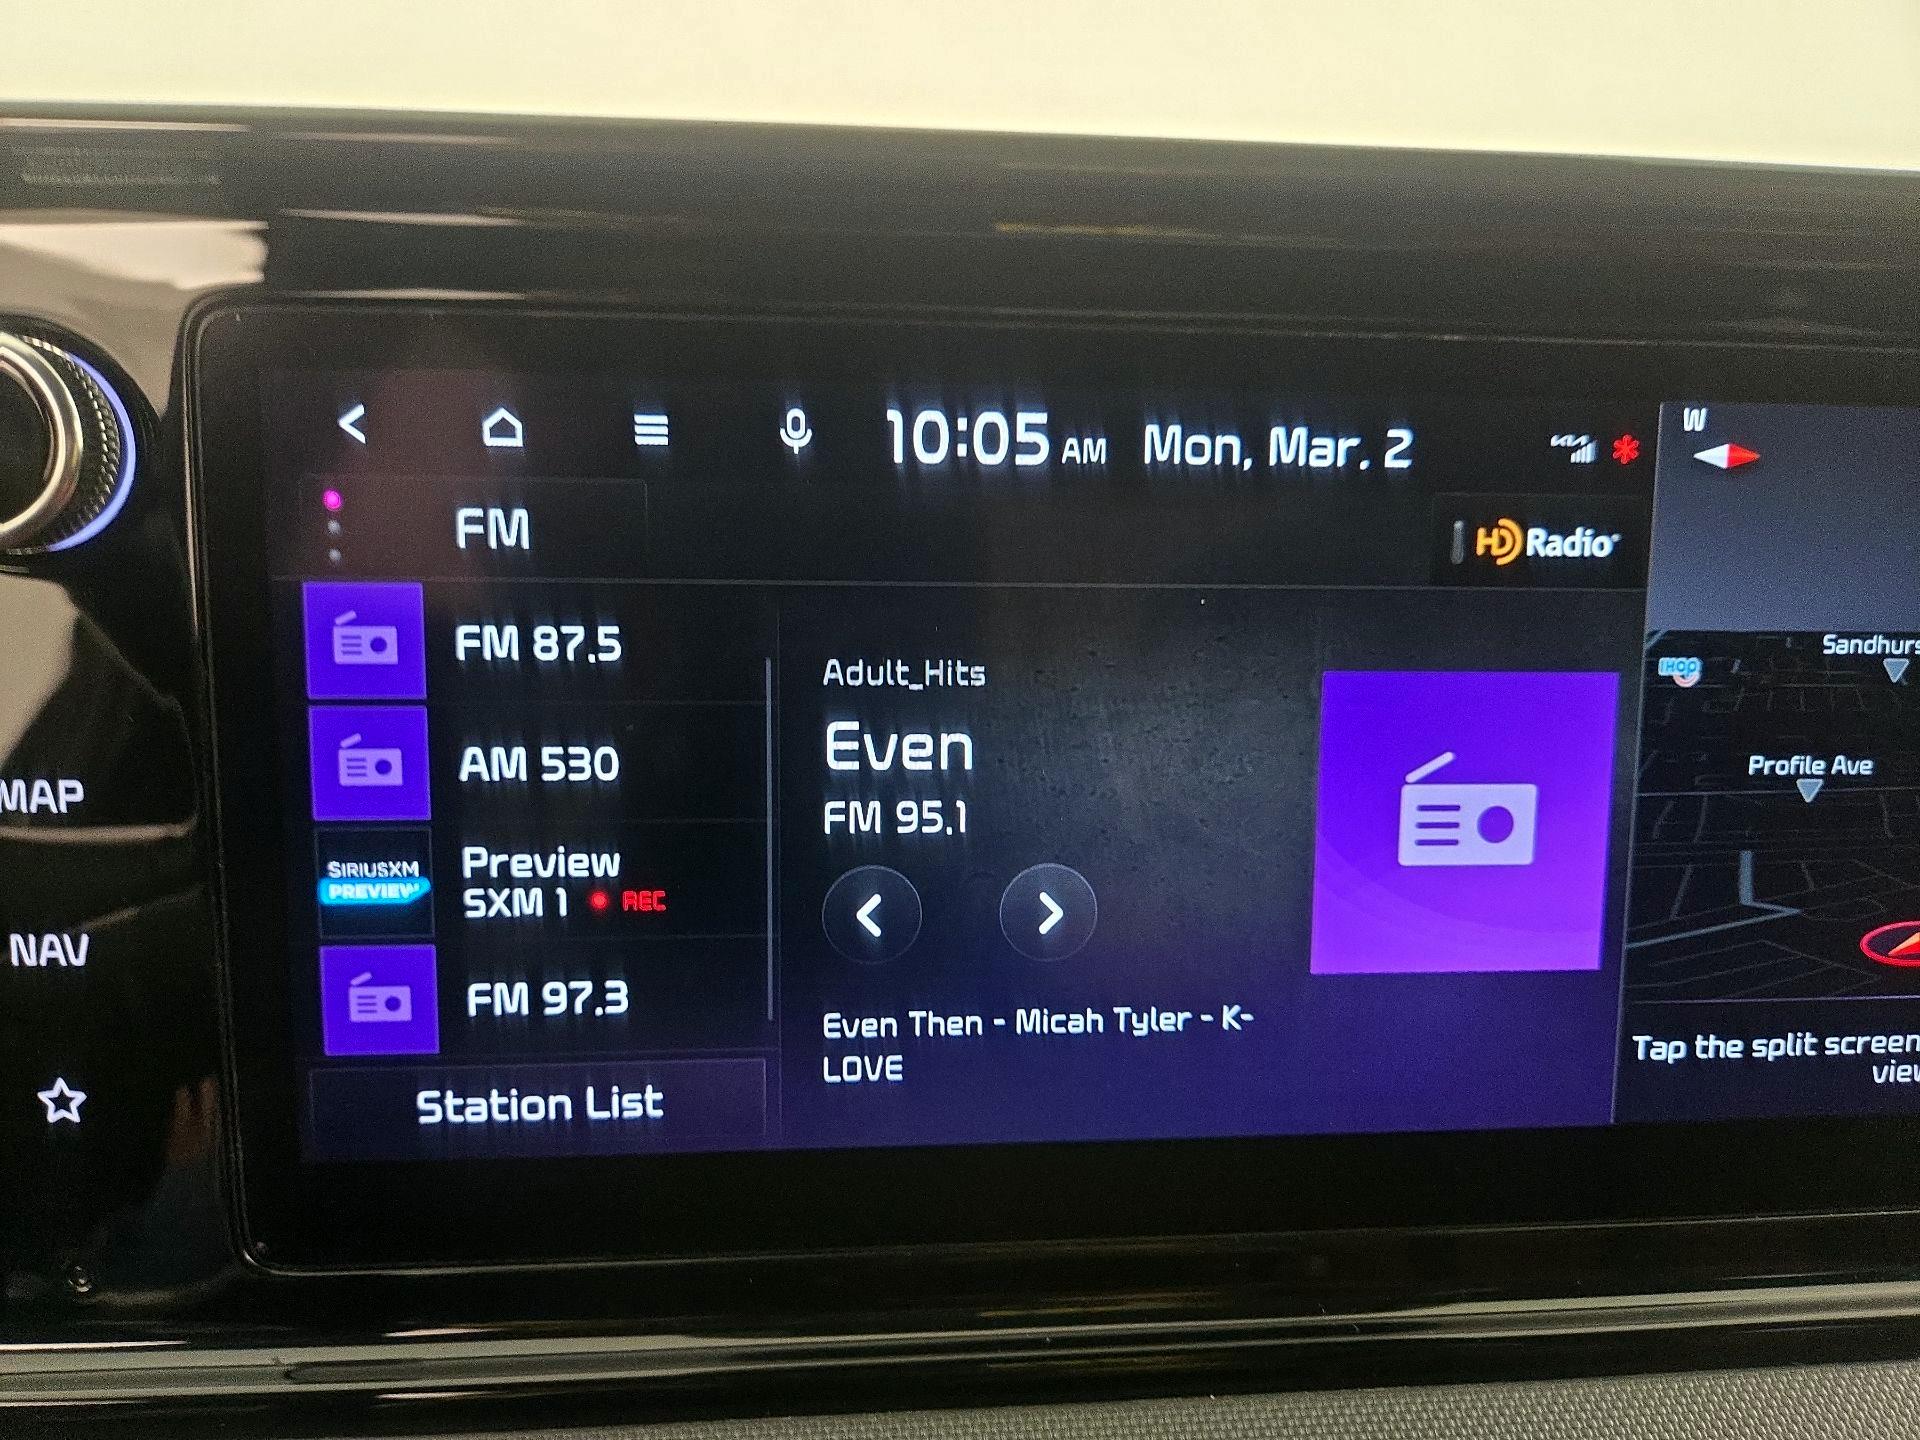 10:05 AM Mon, Mar. 2
W
FM
HD Radio
FM 87.5
AM 530
SIRIUSXM
PREVIEW
Preview
SXM 1 REC
FM 97.3
Station List
Adult_Hits
Even
FM 95.1
Even Then - Micah Tyler - K-
LOVE
IHOP
Profile Ave
Tap the split screen
MAP
NAV